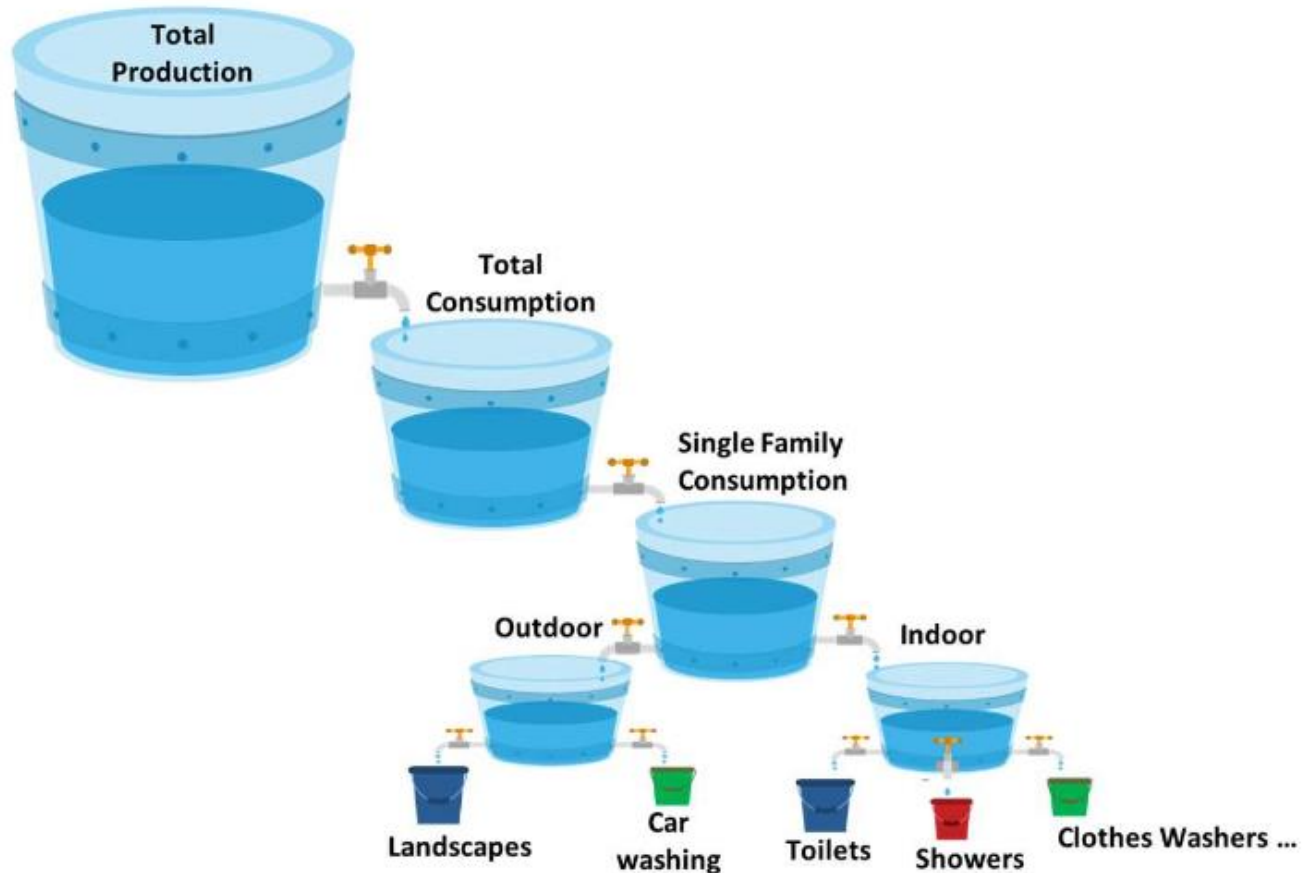 Total
Production
Total
Consumption
Single Family
Consumption
Outdoor
Indoor
Landscapes
Car
washing
Toilets
Showers
Clothes Washers ...